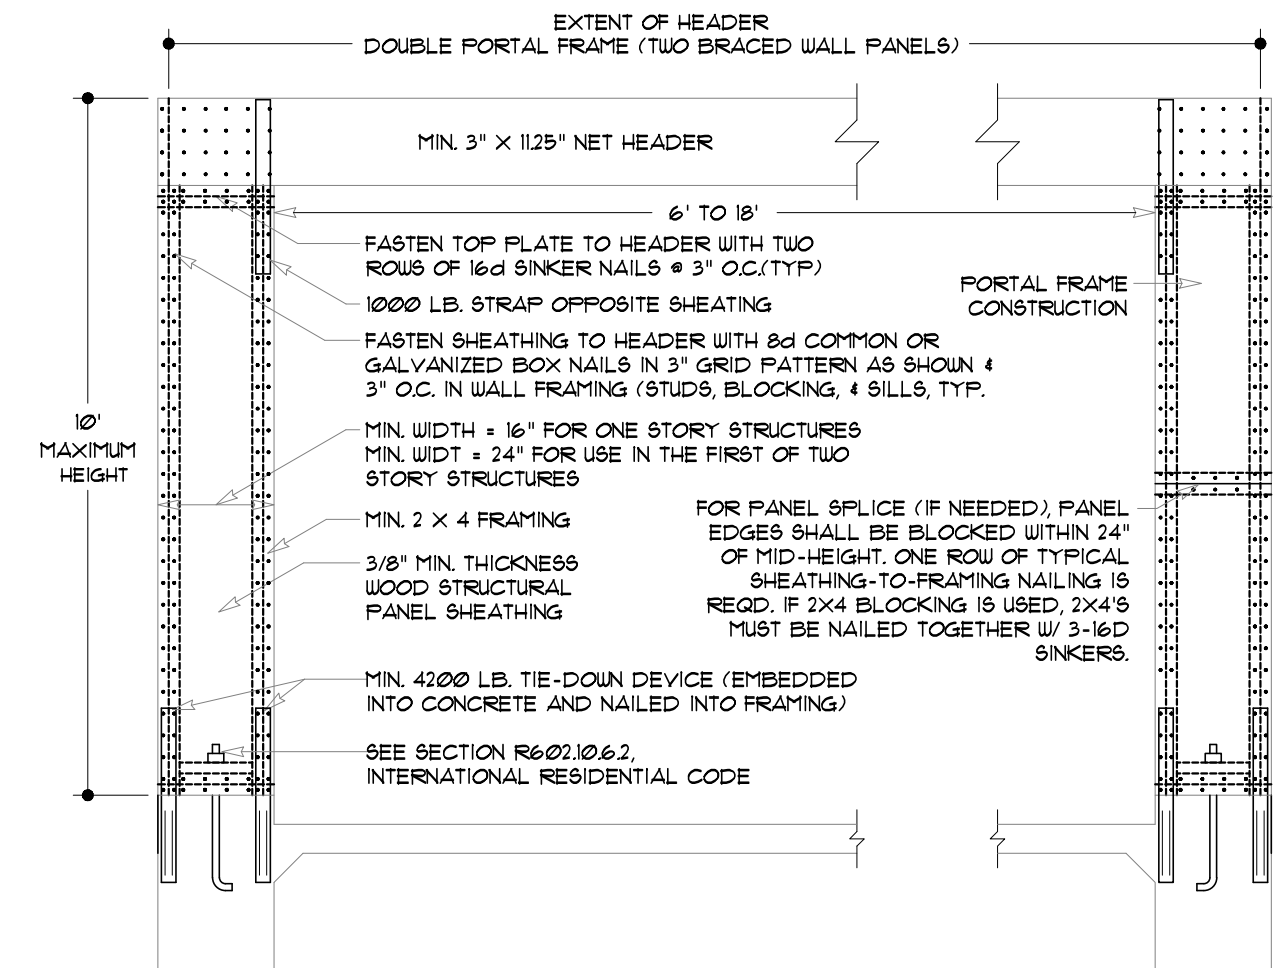 EXTENT OF HEADER
DOUBLE PORTAL FRAME (TWO BRACED WALL PANELS)
MIN. 3" X 11.25" NET HEADER
6' TO 18'
FASTEN TOP PLATE TO HEADER WITH TWO
ROWS OF 16d SINKER NAILS @ 3" O.C.(TYP)
1000 LB. STRAP OPPOSITE SHEATING
PORTAL FRAME
CONSTRUCTION
FASTEN SHEATHING TO HEADER WITH 8d COMMON OR
GALVANIZED BOX NAILS IN 3" GRID PATTERN AS SHOWN &
3" O.C. IN WALL FRAMING (STUDS, BLOCKING, & SILLS, TYP.
10'
MAXIMUM
HEIGHT
MIN. WIDTH = 16" FOR ONE STORY STRUCTURES
MIN. WIDT = 24" FOR USE IN THE FIRST OF TWO
STORY STRUCTURES
MIN. 2 X 4 FRAMING
3/8" MIN. THICKNESS
WOOD STRUCTURAL
PANEL SHEATHING
FOR PANEL SPLICE (IF NEEDED), PANEL
EDGES SHALL BE BLOCKED WITHIN 24"
OF MID-HEIGHT. ONE ROW OF TYPICAL
SHEATHING-TO-FRAMING NAILING IS
REQD. IF 2X4 BLOCKING IS USED, 2X4'S
MUST BE NAILED TOGETHER W/ 3-16D
SINKERS.
MIN. 4200 LB. TIE-DOWN DEVICE (EMBEDDED
INTO CONCRETE AND NAILED INTO FRAMING)
SEE SECTION R602.10.6.2,
INTERNATIONAL RESIDENTIAL CODE